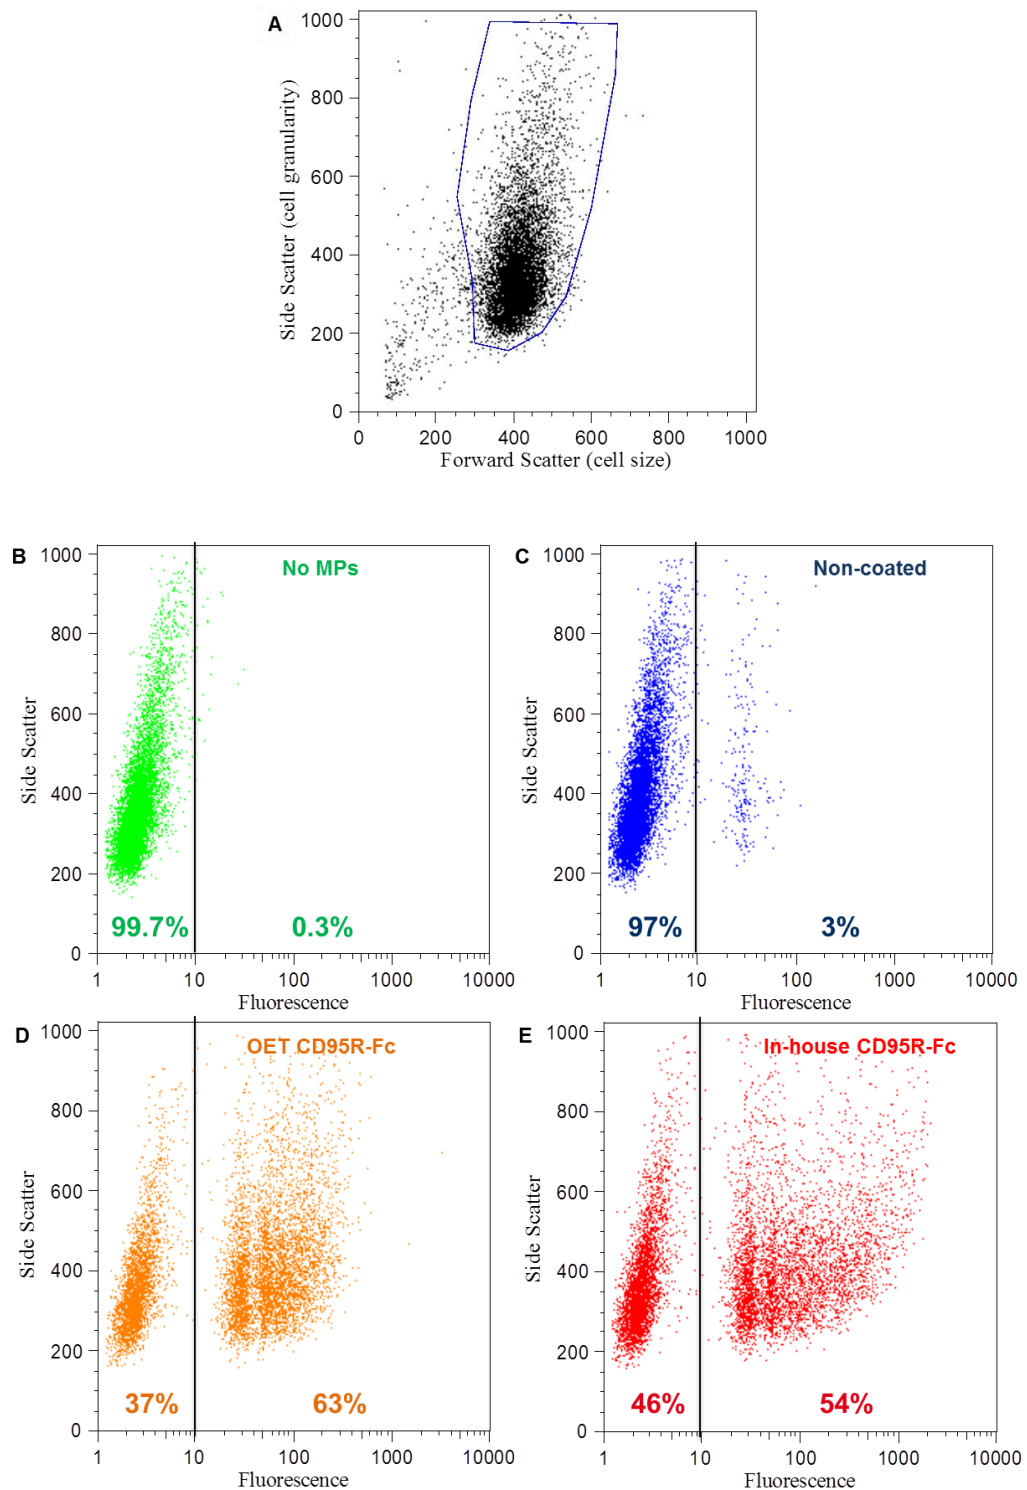 A
1000
800
600
400
200
0
Side Scatter (cell granularity)
0 200 400 600 800 1000
Forward Scatter (cell size)
B
No MPs
1000
800
600
400
200
0
Side Scatter
99.7% 0.3%
1 10 100 1000 10000
Fluorescence
C
Non-coated
1000
800
600
400
200
0
Side Scatter
97% 3%
1 10 100 1000 10000
Fluorescence
D
OET CD95R-Fc
1000
800
600
400
200
0
Side Scatter
37% 63%
1 10 100 1000 10000
Fluorescence
E
In-house CD95R-Fc
1000
800
600
400
200
0
Side Scatter
46% 54%
1 10 100 1000 10000
Fluorescence